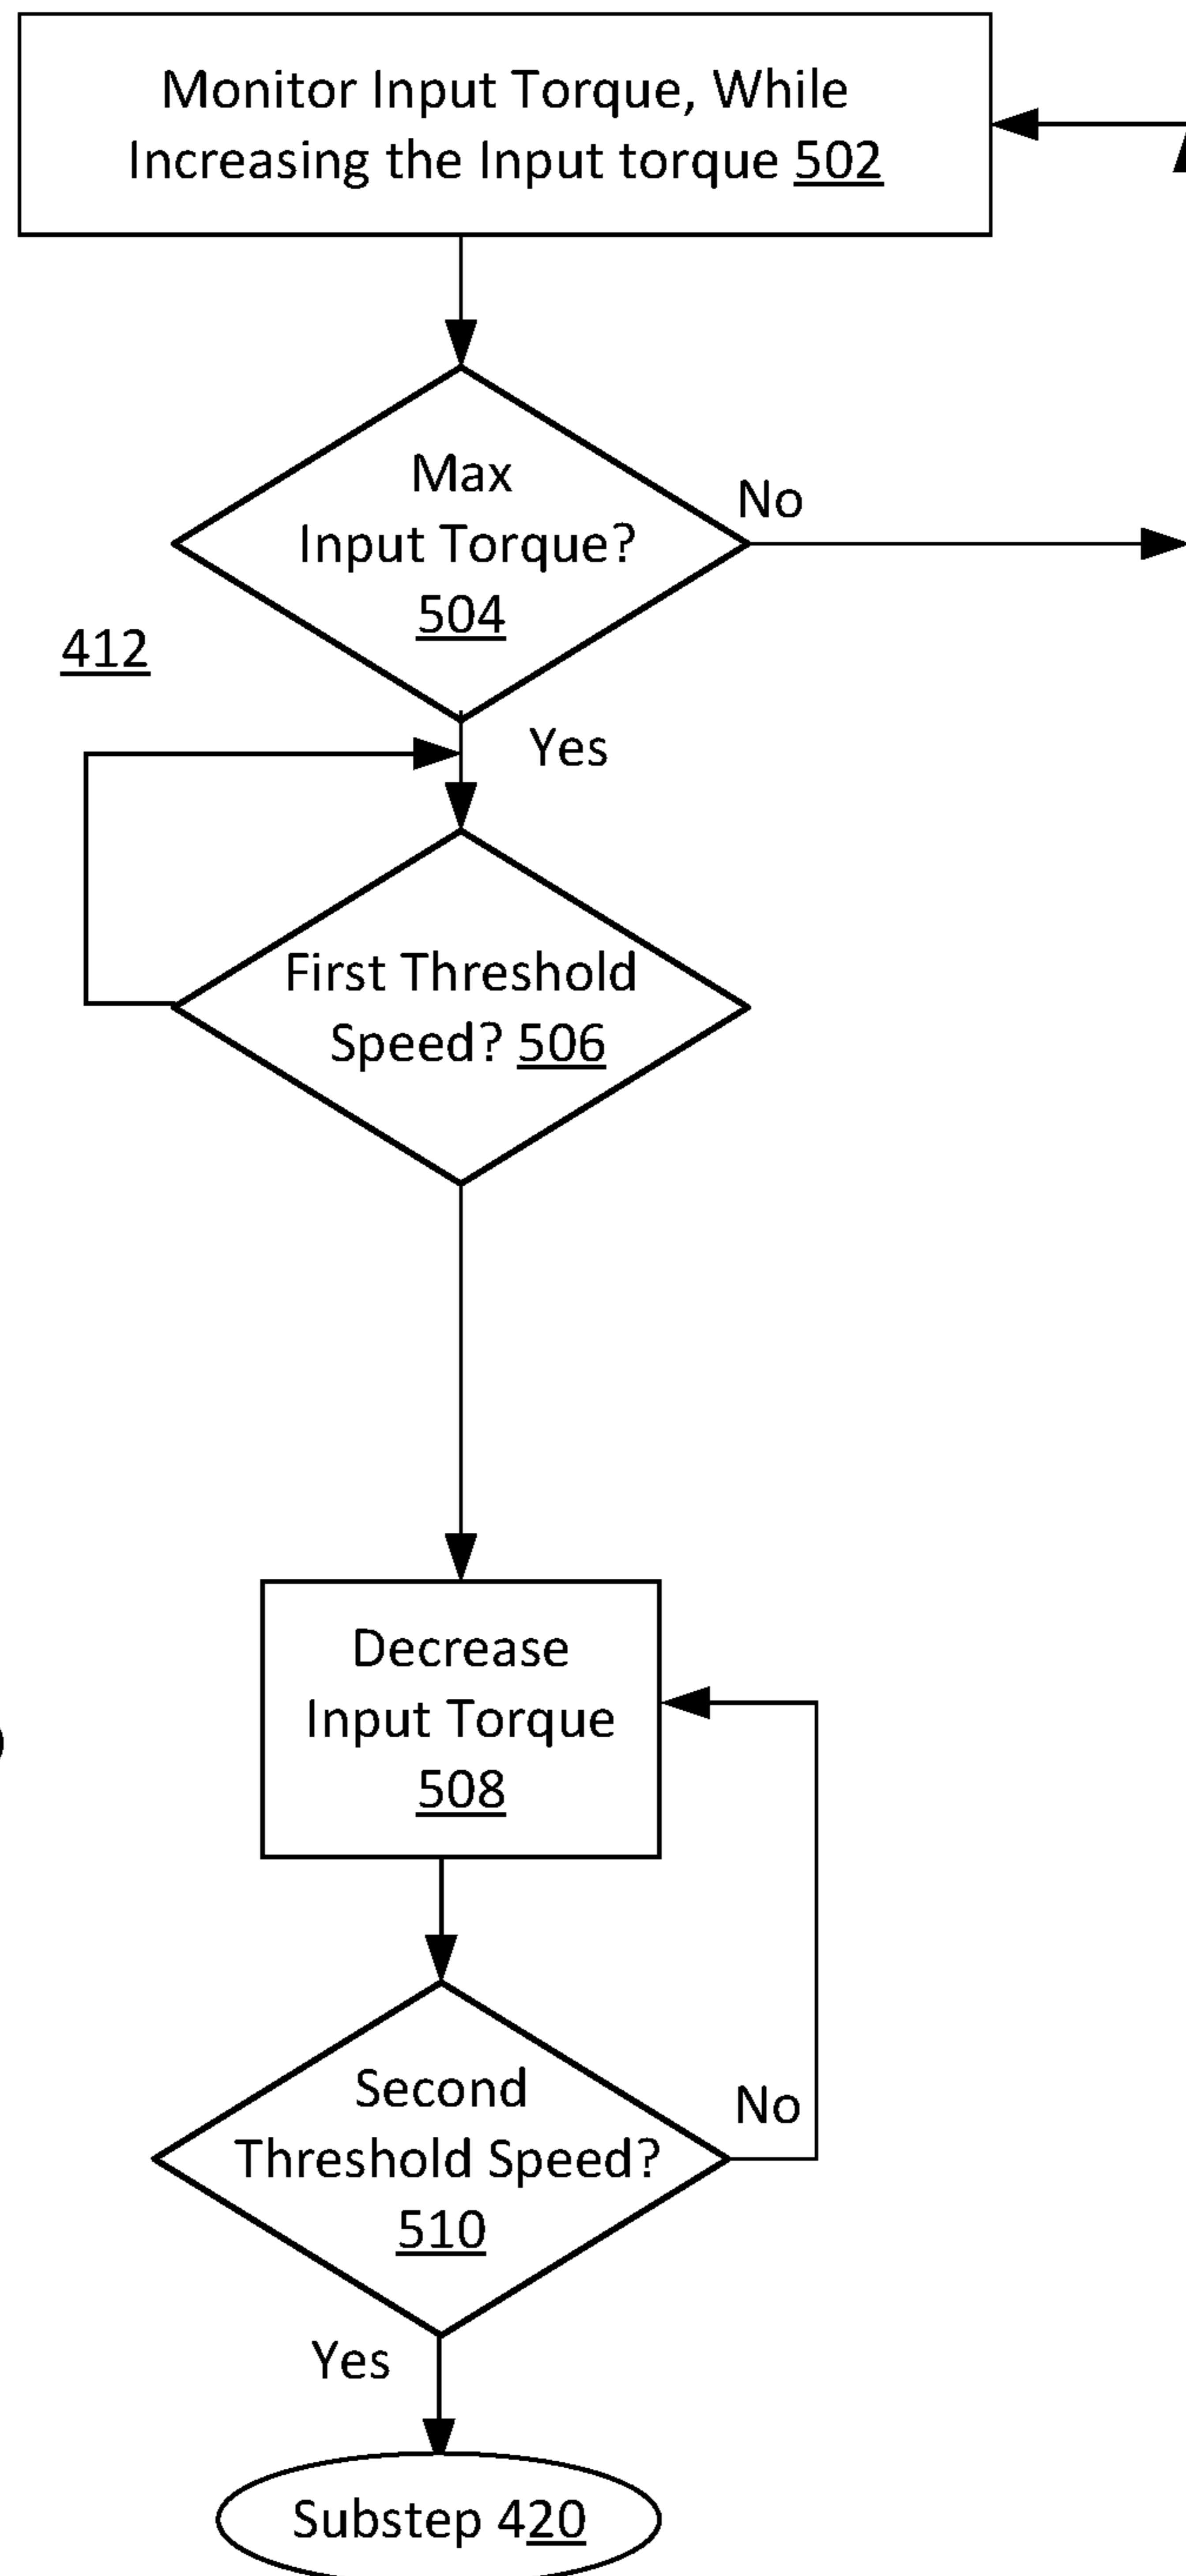 Monitor Input Torque, While
Increasing the Input torque 502
Max
Input Torque?
504
No
412
Yes
First Threshold
Speed? 506
Decrease
Input Torque
508
Second
Threshold Speed?
510
No
Yes
Substep 420